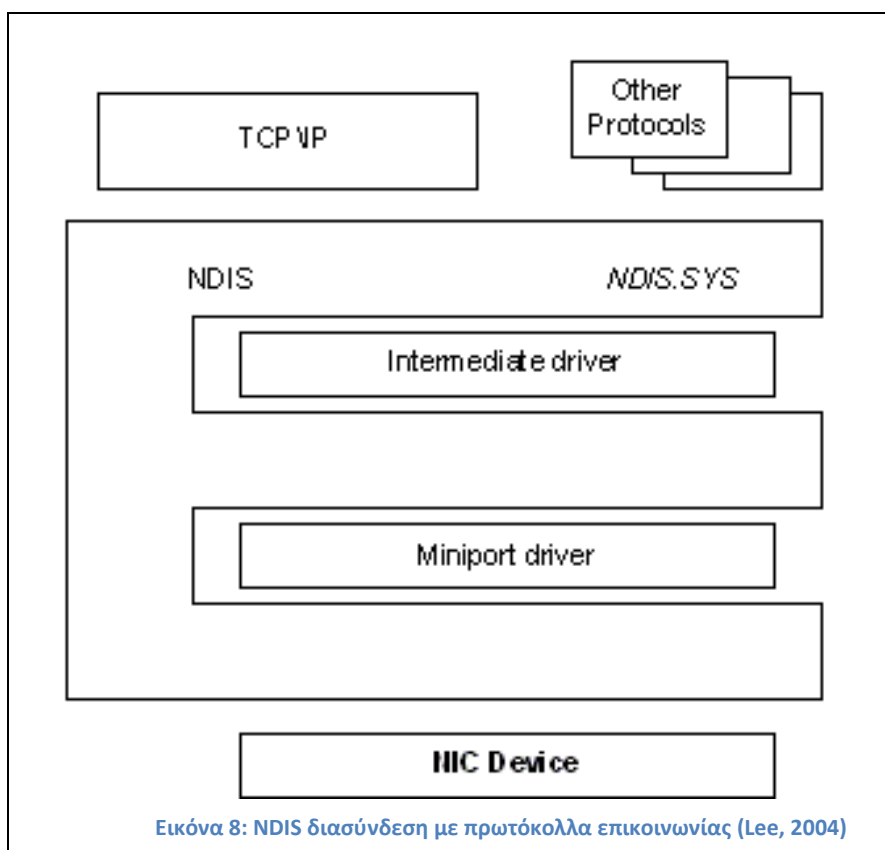 Other
Protocols
TCP\IP
NDIS NDIS.SYS
Intermediate driver
Miniport driver
NIC Device
Εικόνα 8: NDIS διασύνδεση με πρωτόκολλα επικοινωνίας (Lee, 2004)